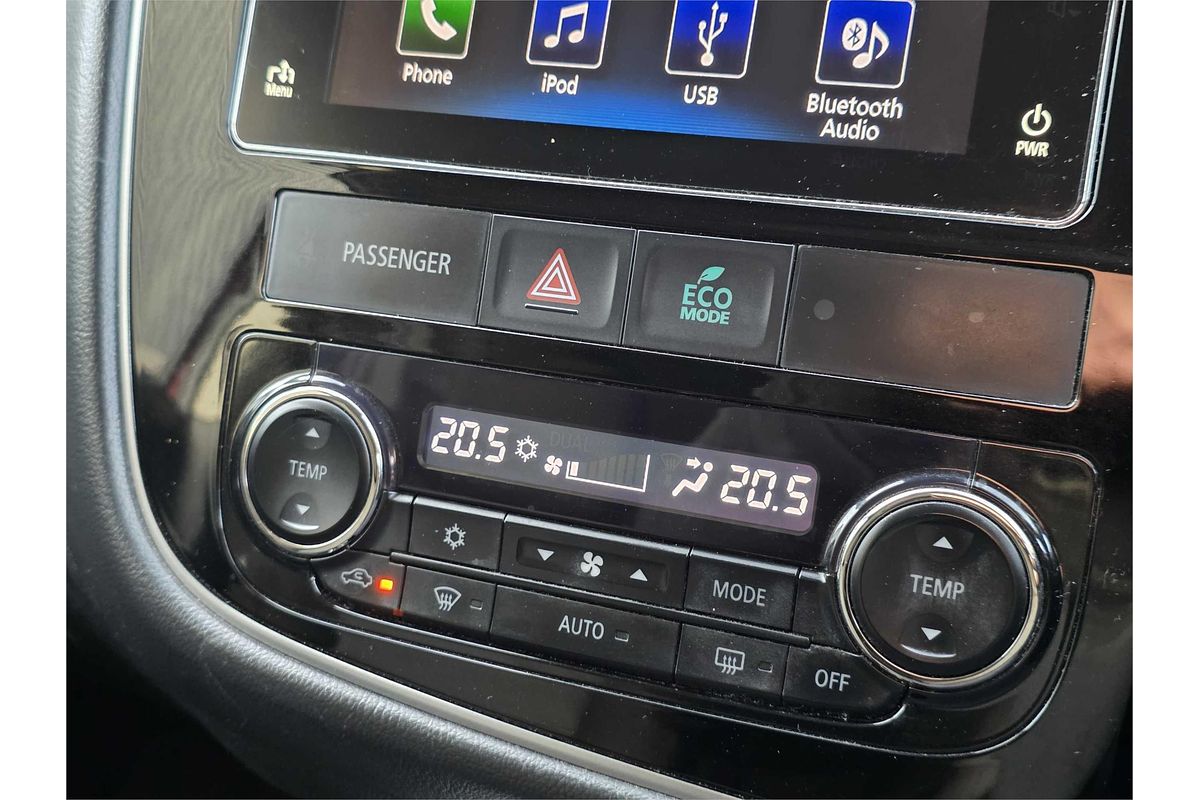 Menu
Phone
iPod
USB
Bluetooth
Audio
PWR
PASSENGER
ECO
MODE
20.5
DUAL
20.5
TEMP
TEMP
MODE
AUTO
OFF